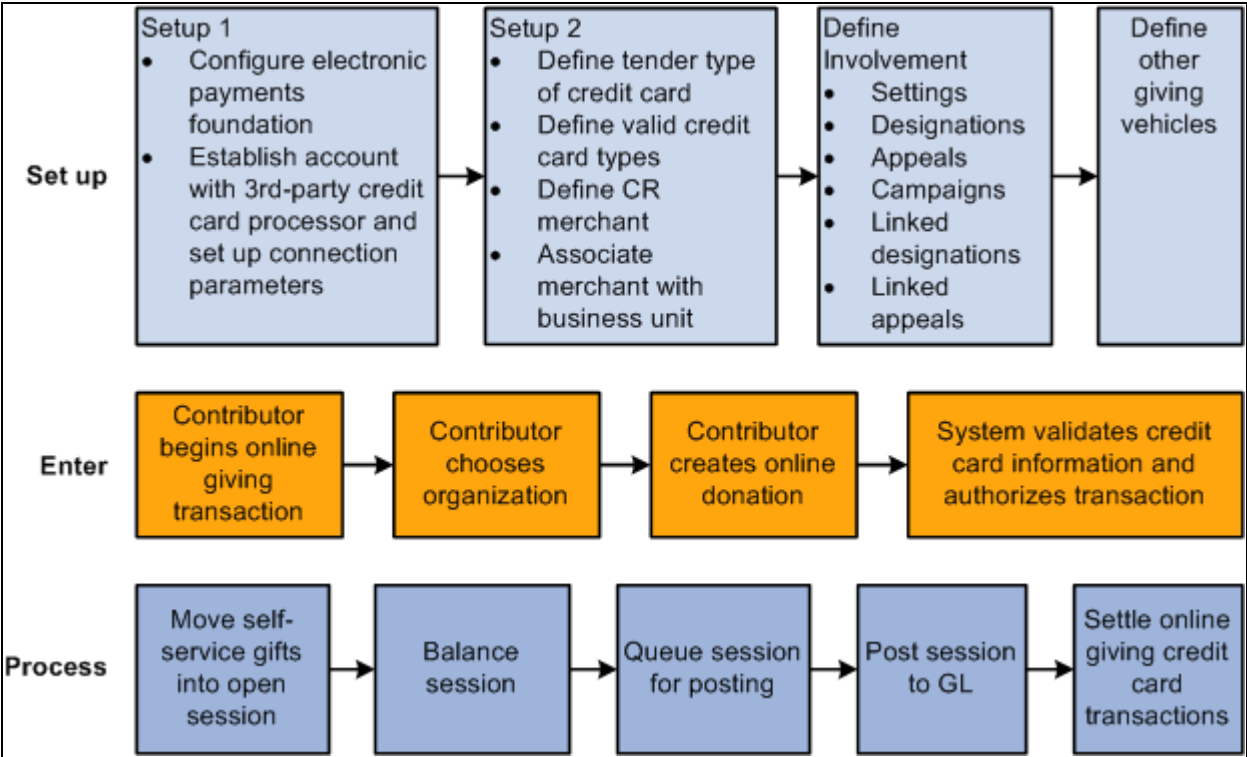 Set up
Setup 1
• Configure electronic
payments
foundation
• Establish account
with 3rd-party credit
card processor and
set up connection
parameters
Setup 2
• Define tender type
of credit card
• Define valid credit
card types
• Define CR
merchant
• Associate
merchant with
business unit
Define
Involvement
• Settings
• Designations
• Appeals
• Campaigns
• Linked
designations
• Linked
appeals
Define
other
giving
vehicles
Enter
Contributor
begins online
giving
transaction
Contributor
chooses
organization
Contributor
creates online
donation
System validates credit
card information and
authorizes transaction
Process
Move self-
service gifts
into open
session
Balance
session
Queue session
for posting
Post session
to GL
Settle online
giving credit
card
transactions